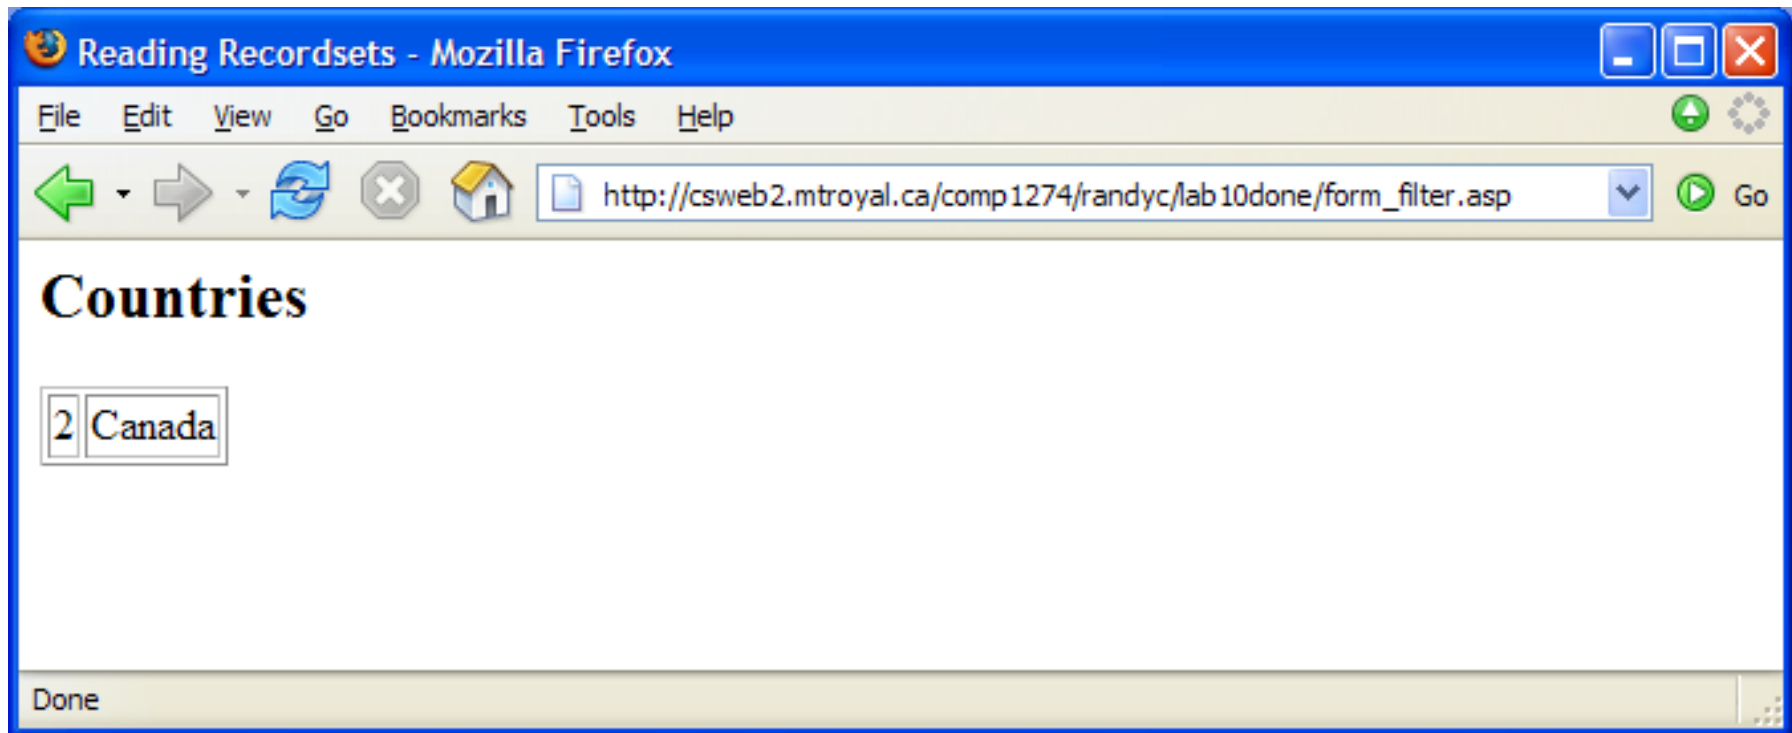 Reading Recordsets - Mozilla Firefox
File Edit View Go Bookmarks Tools Help
http://csweb2.mtroyal.ca/comp1274/randyc/lab10done/form_filter.asp Go
Countries
2 Canada
Done